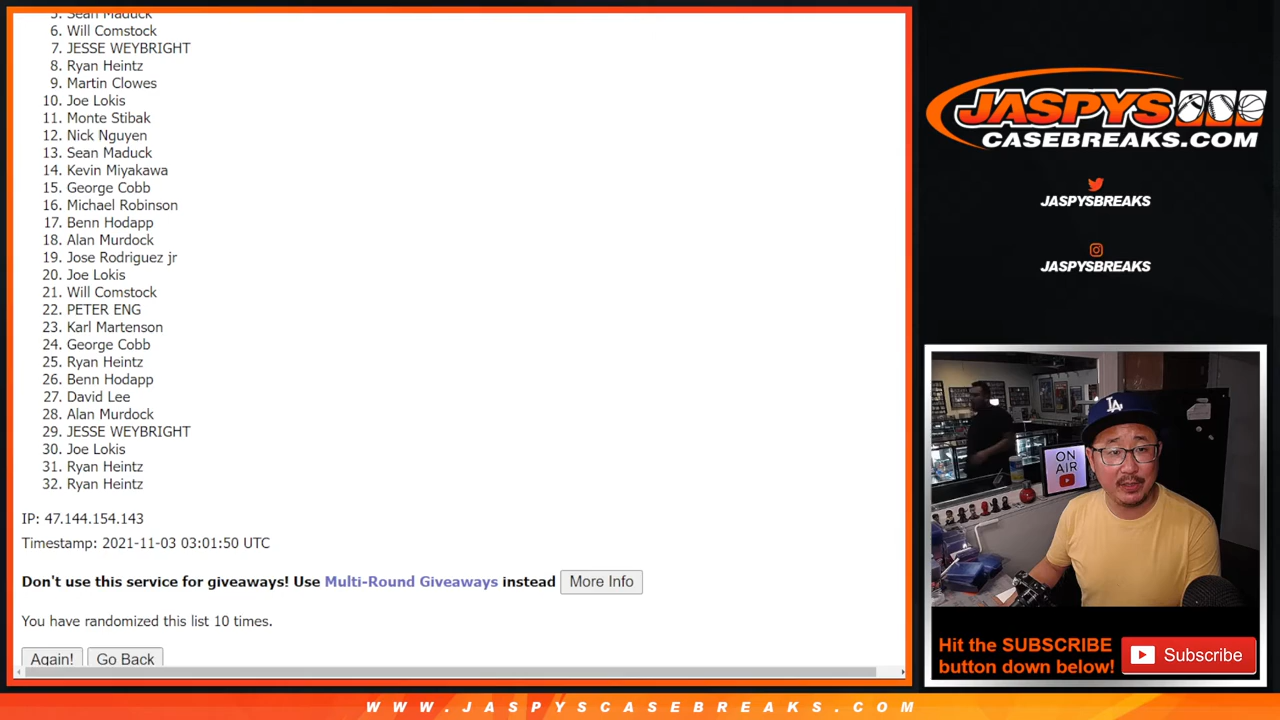 5. Sean Maduck
6. Will Comstock
7. JESSE WEYBRIGHT
8. Ryan Heintz
9. Martin Clowes
10. Joe Lokis
11. Monte Stibak
12. Nick Nguyen
13. Sean Maduck
14. Kevin Miyakawa
15. George Cobb
16. Michael Robinson
17. Benn Hodapp
18. Alan Murdock
19. Jose Rodriguez jr
20. Joe Lokis
21. Will Comstock
22. PETER ENG
23. Karl Martenson
24. George Cobb
25. Ryan Heintz
26. Benn Hodapp
27. David Lee
28. Alan Murdock
29. JESSE WEYBRIGHT
30. Joe Lokis
31. Ryan Heintz
32. Ryan Heintz
IP: 47.144.154.143
Timestamp: 2021-11-03 03:01:50 UTC
Don't use this service for giveaways! Use Multi-Round Giveaways instead More Info
You have randomized this list 10 times.
Again! Go Back
JASPYS
CASEBREAKS.COM
JASPYSBREAKS
JASPYSBREAKS
LA
ON
AIR
Hit the SUBSCRIBE
button down below!
Subscribe
WWW.JASPYSCASEBREAKS.COM